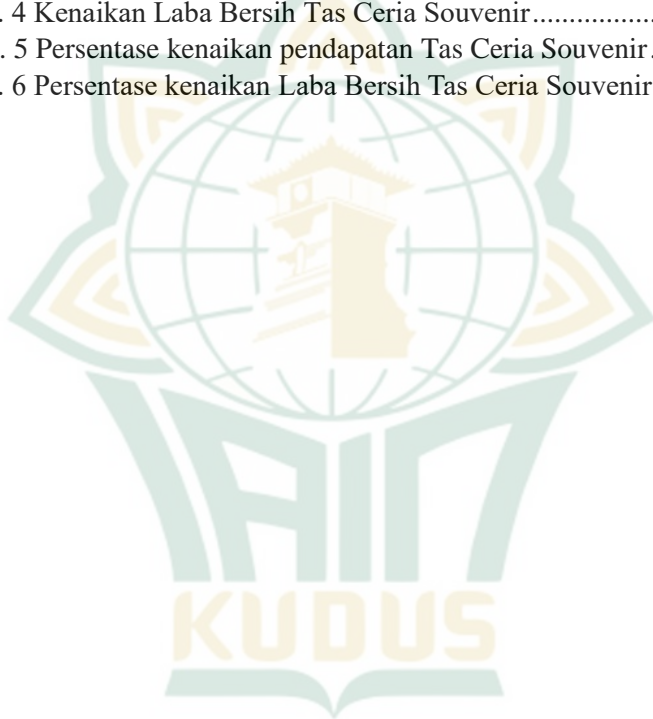 . 4 Kenaikan Laba Bersih Tas Ceria Souvenir.................
. 5 Persentase kenaikan pendapatan Tas Ceria Souvenir.
. 6 Persentase kenaikan Laba Bersih Tas Ceria Souvenir
IAIN
KUDUS